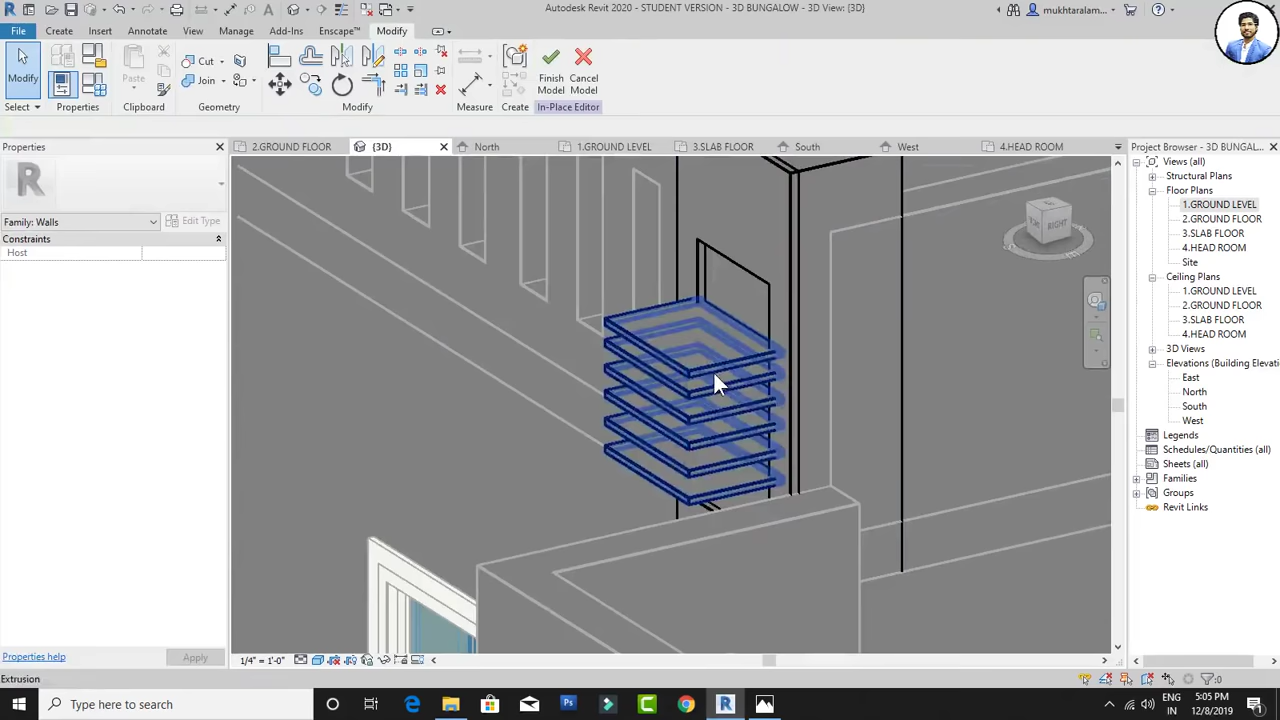 Autodesk Revit 2020 - STUDENT VERSION - 3D BUNGALOW - 3D View: {3D}
mukhtaralam...
File Create Insert Annotate View Manage Add-Ins Enscape™ Modify
Modify
Paste
Cut
Join
Finish Model
Cancel Model
Select Properties Clipboard Geometry Modify Measure Create In-Place Editor
Properties
2.GROUND FLOOR
{3D}
North
1.GROUND LEVEL
3.SLAB FLOOR
South
West
4.HEAD ROOM
Project Browser - 3D BUNGAL...
Family: Walls
Edit Type
Constraints
Host
Views (all)
Structural Plans
Floor Plans
1.GROUND LEVEL
2.GROUND FLOOR
3.SLAB FLOOR
4.HEAD ROOM
Site
Ceiling Plans
1.GROUND LEVEL
2.GROUND FLOOR
3.SLAB FLOOR
4.HEAD ROOM
3D Views
Elevations (Building Elevati
East
North
South
West
Legends
Schedules/Quantities (all)
Sheets (all)
Families
Groups
Revit Links
RIGHT
Properties help
Apply
1/4" = 1'-0"
Extrusion
:0
Type here to search
ENG
IN
5:05 PM
12/8/2019